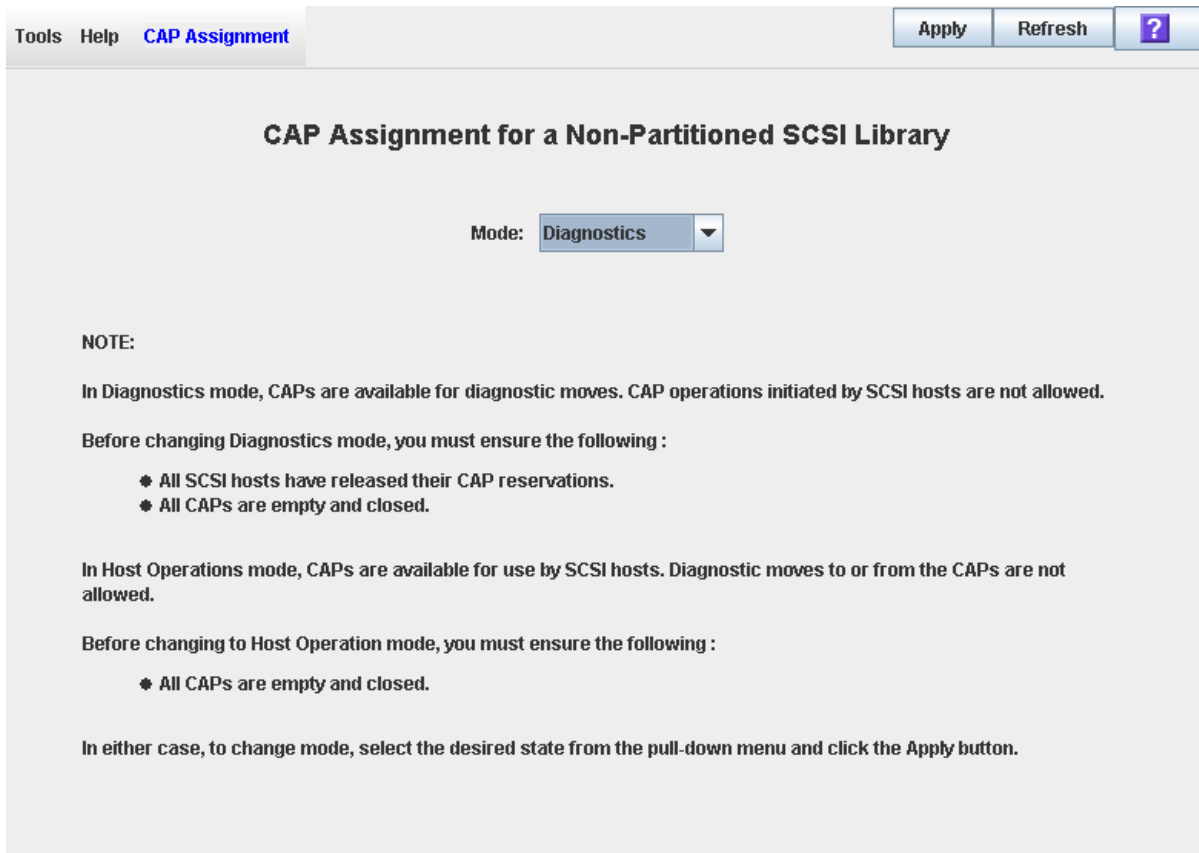 Tools Help CAP Assignment Apply Refresh ?
CAP Assignment for a Non-Partitioned SCSI Library
Mode: Diagnostics
NOTE:
In Diagnostics mode, CAPs are available for diagnostic moves. CAP operations initiated by SCSI hosts are not allowed.
Before changing Diagnostics mode, you must ensure the following :
All SCSI hosts have released their CAP reservations.
All CAPs are empty and closed.
In Host Operations mode, CAPs are available for use by SCSI hosts. Diagnostic moves to or from the CAPs are not
allowed.
Before changing to Host Operation mode, you must ensure the following :
All CAPs are empty and closed.
In either case, to change mode, select the desired state from the pull-down menu and click the Apply button.